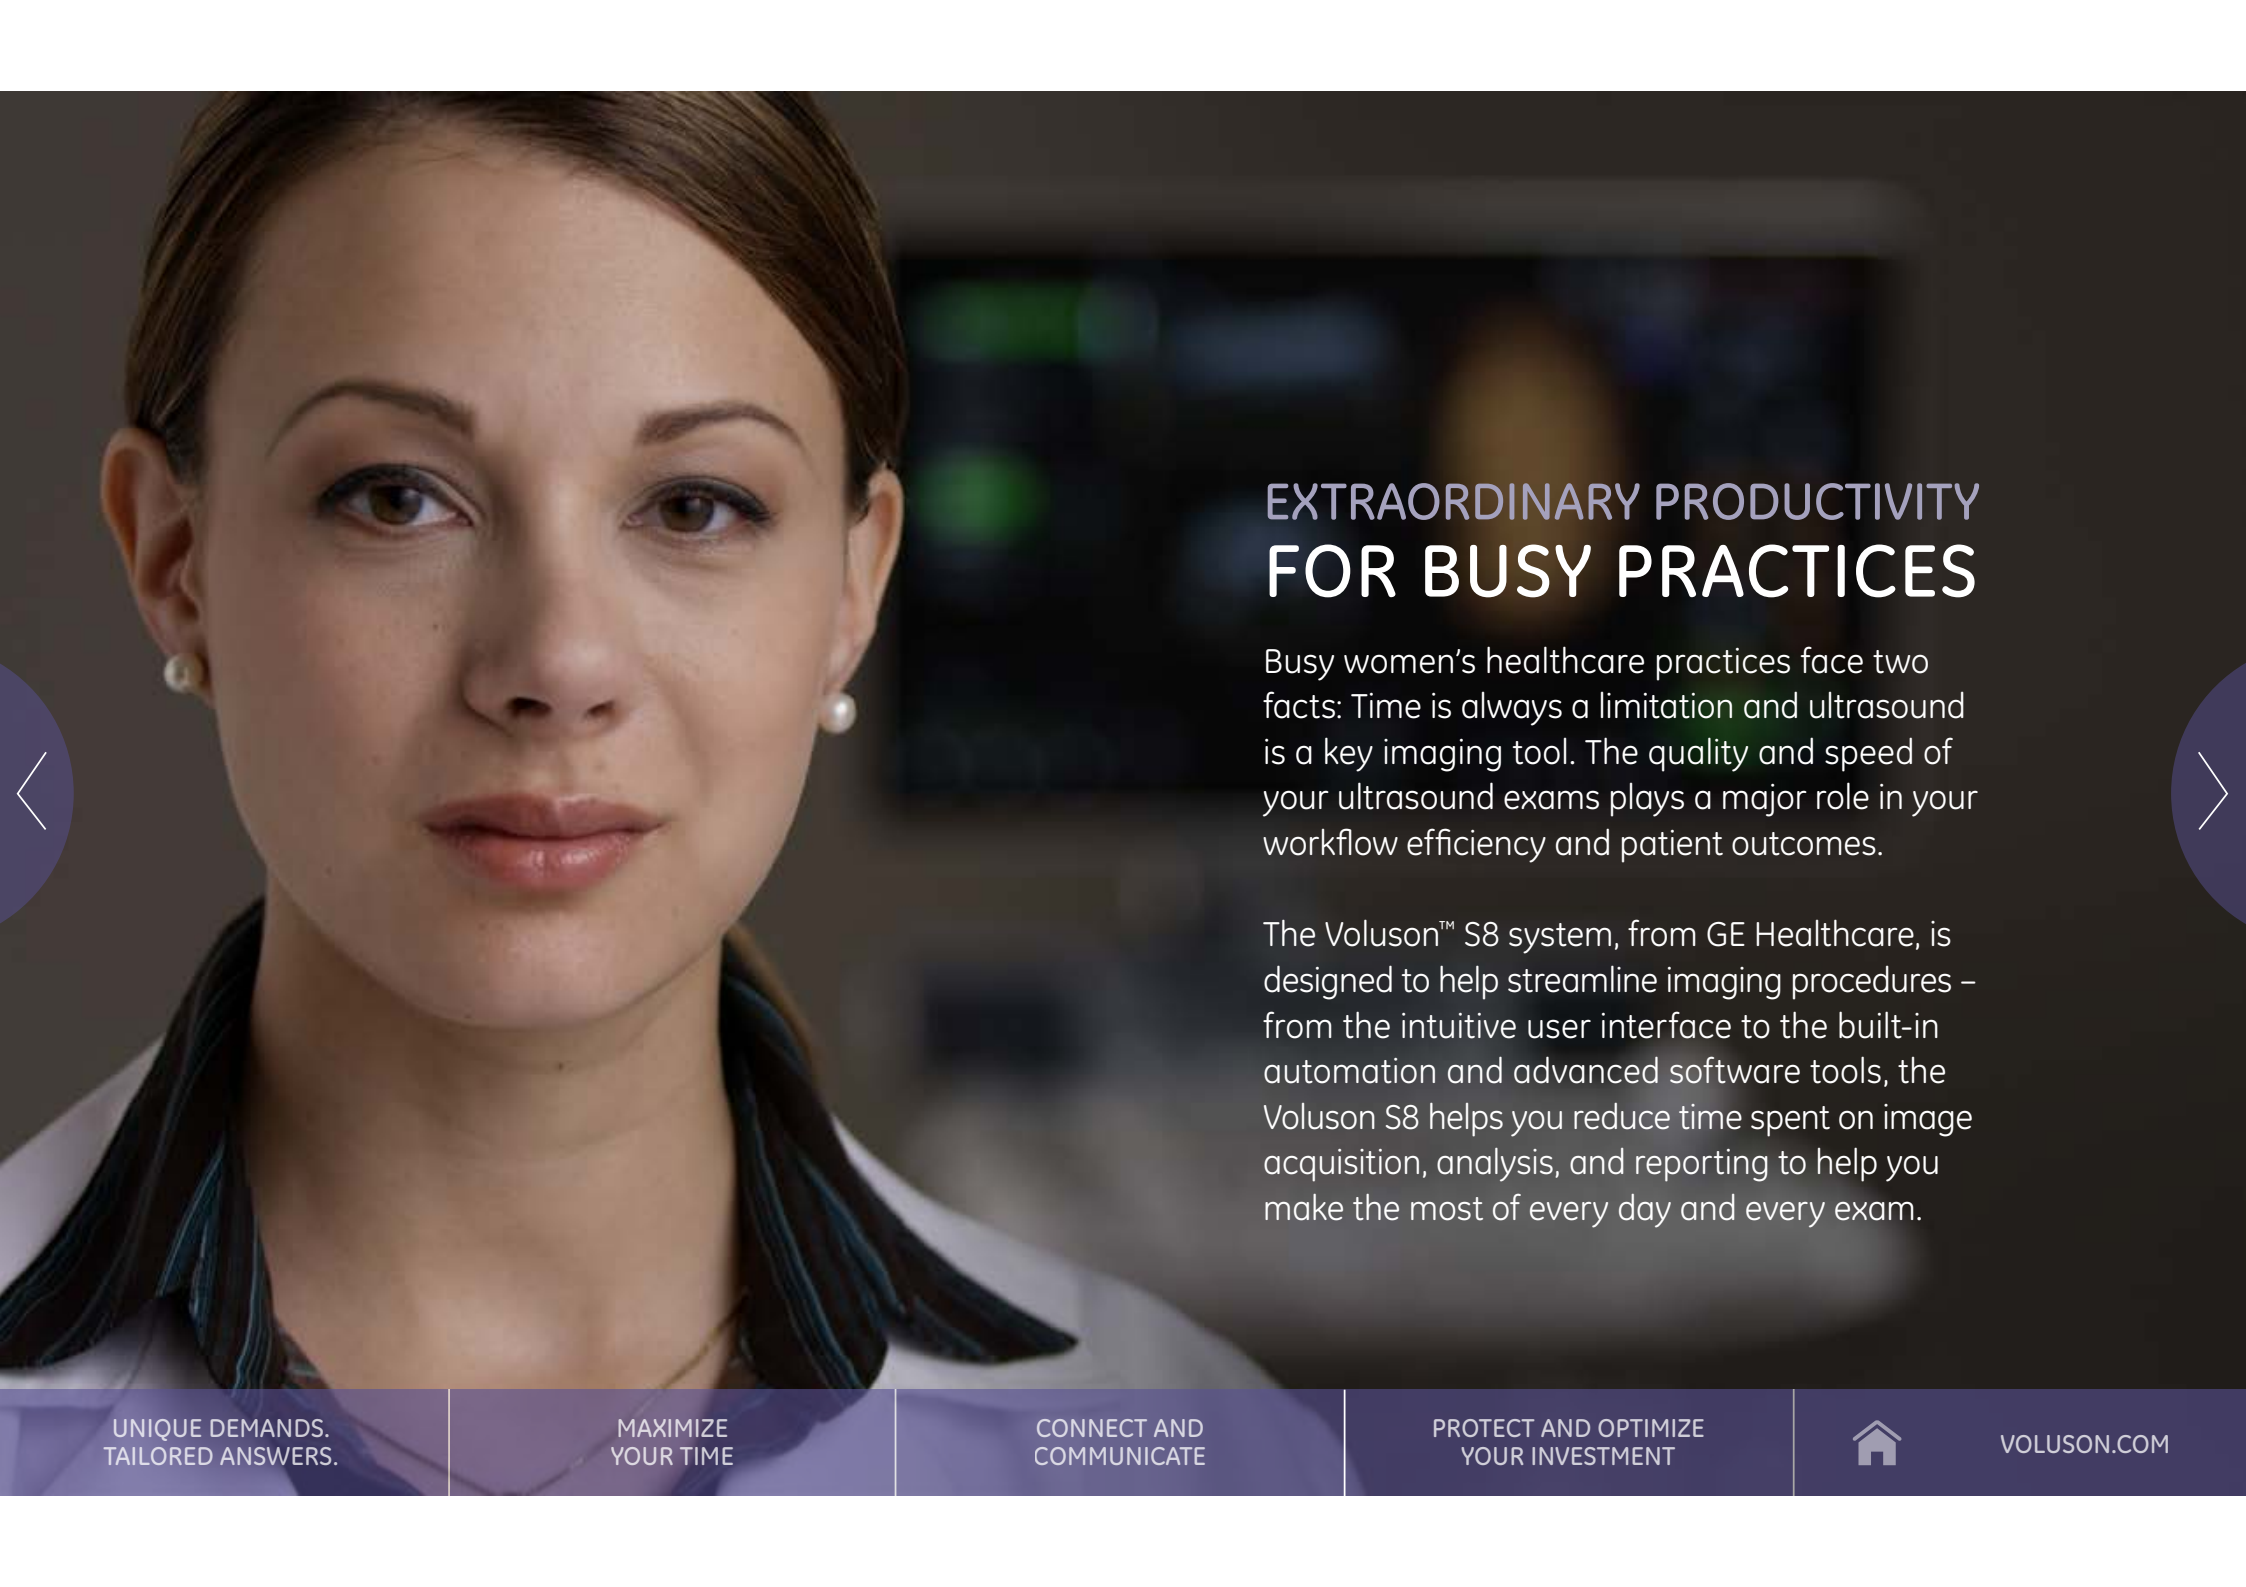 EXTRAORDINARY PRODUCTIVITY
FOR BUSY PRACTICES
Busy women’s healthcare practices face two
facts: Time is always a limitation and ultrasound
is a key imaging tool. The quality and speed of
your ultrasound exams plays a major role in your
workflow efficiency and patient outcomes.
The Voluson™ S8 system, from GE Healthcare, is
designed to help streamline imaging procedures –
from the intuitive user interface to the built-in
automation and advanced software tools, the
Voluson S8 helps you reduce time spent on image
acquisition, analysis, and reporting to help you
make the most of every day and every exam.
UNIQUE DEMANDS.
TAILORED ANSWERS.
MAXIMIZE
YOUR TIME
CONNECT AND
COMMUNICATE
PROTECT AND OPTIMIZE
YOUR INVESTMENT
VOLUSON.COM